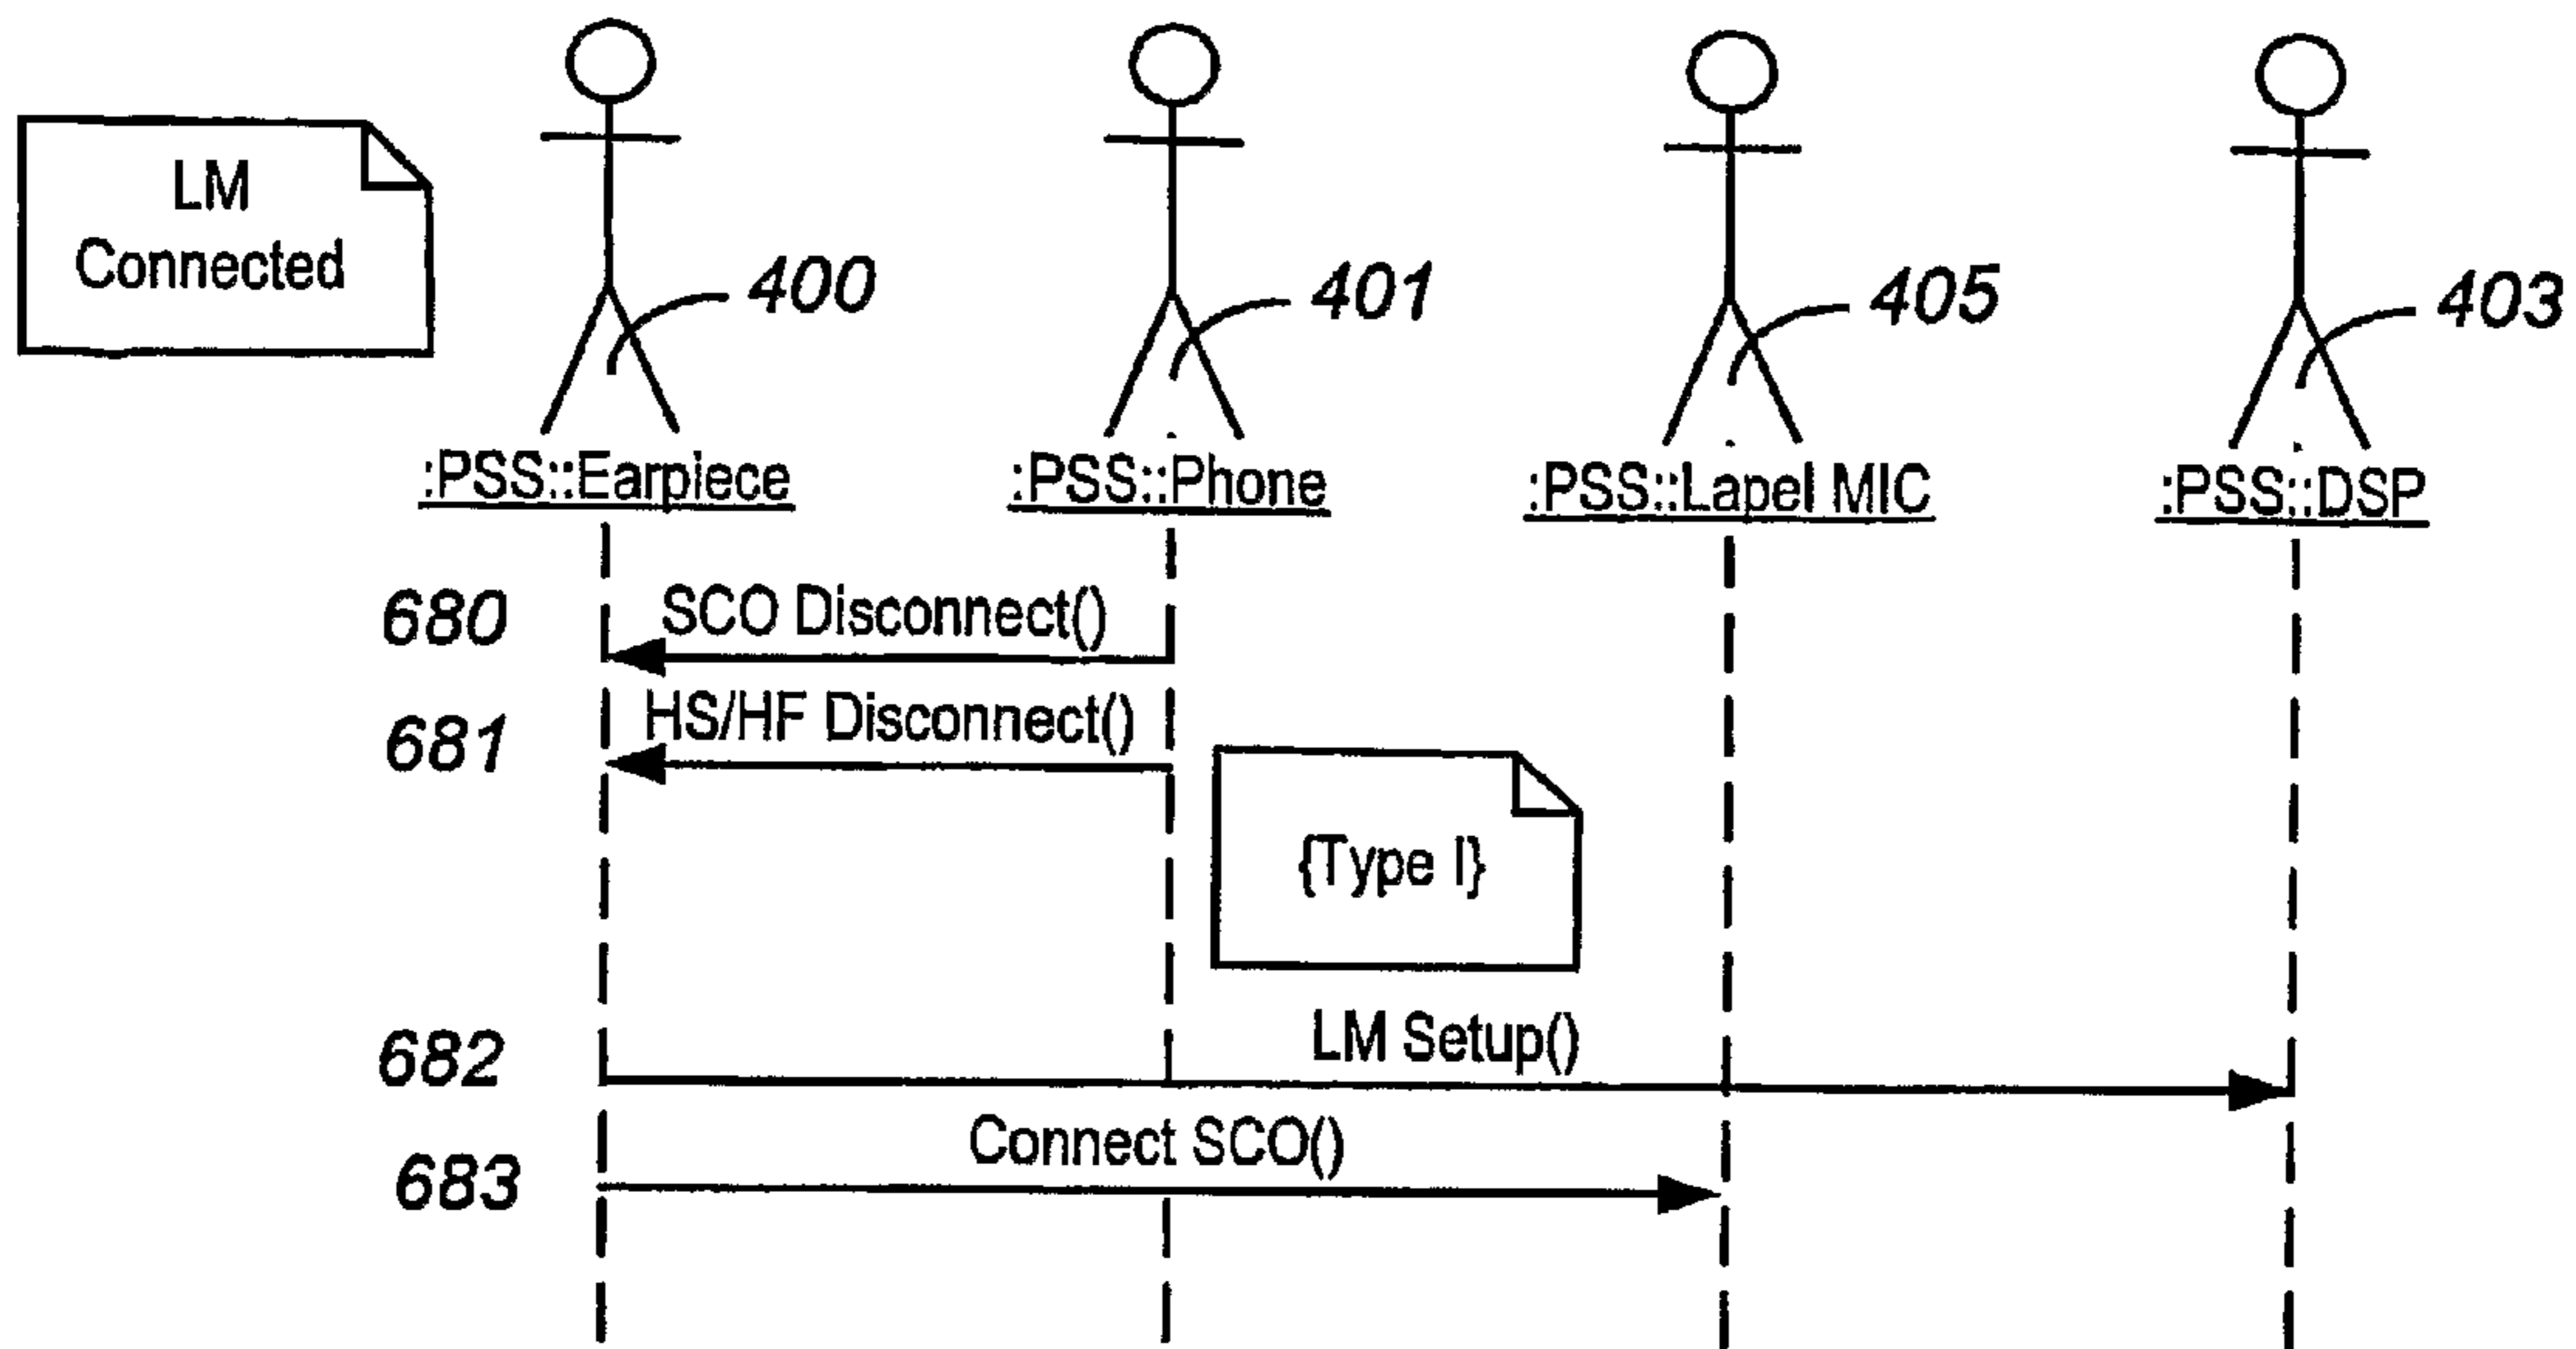 LM
Connected
400
401
405
403
:PSS::Earpiece
:PSS::Phone
:PSS::Lapel MIC
:PSS::DSP
680
SCO Disconnect()
681
HS/HF Disconnect()
{Type I}
682
LM Setup()
683
Connect SCO()